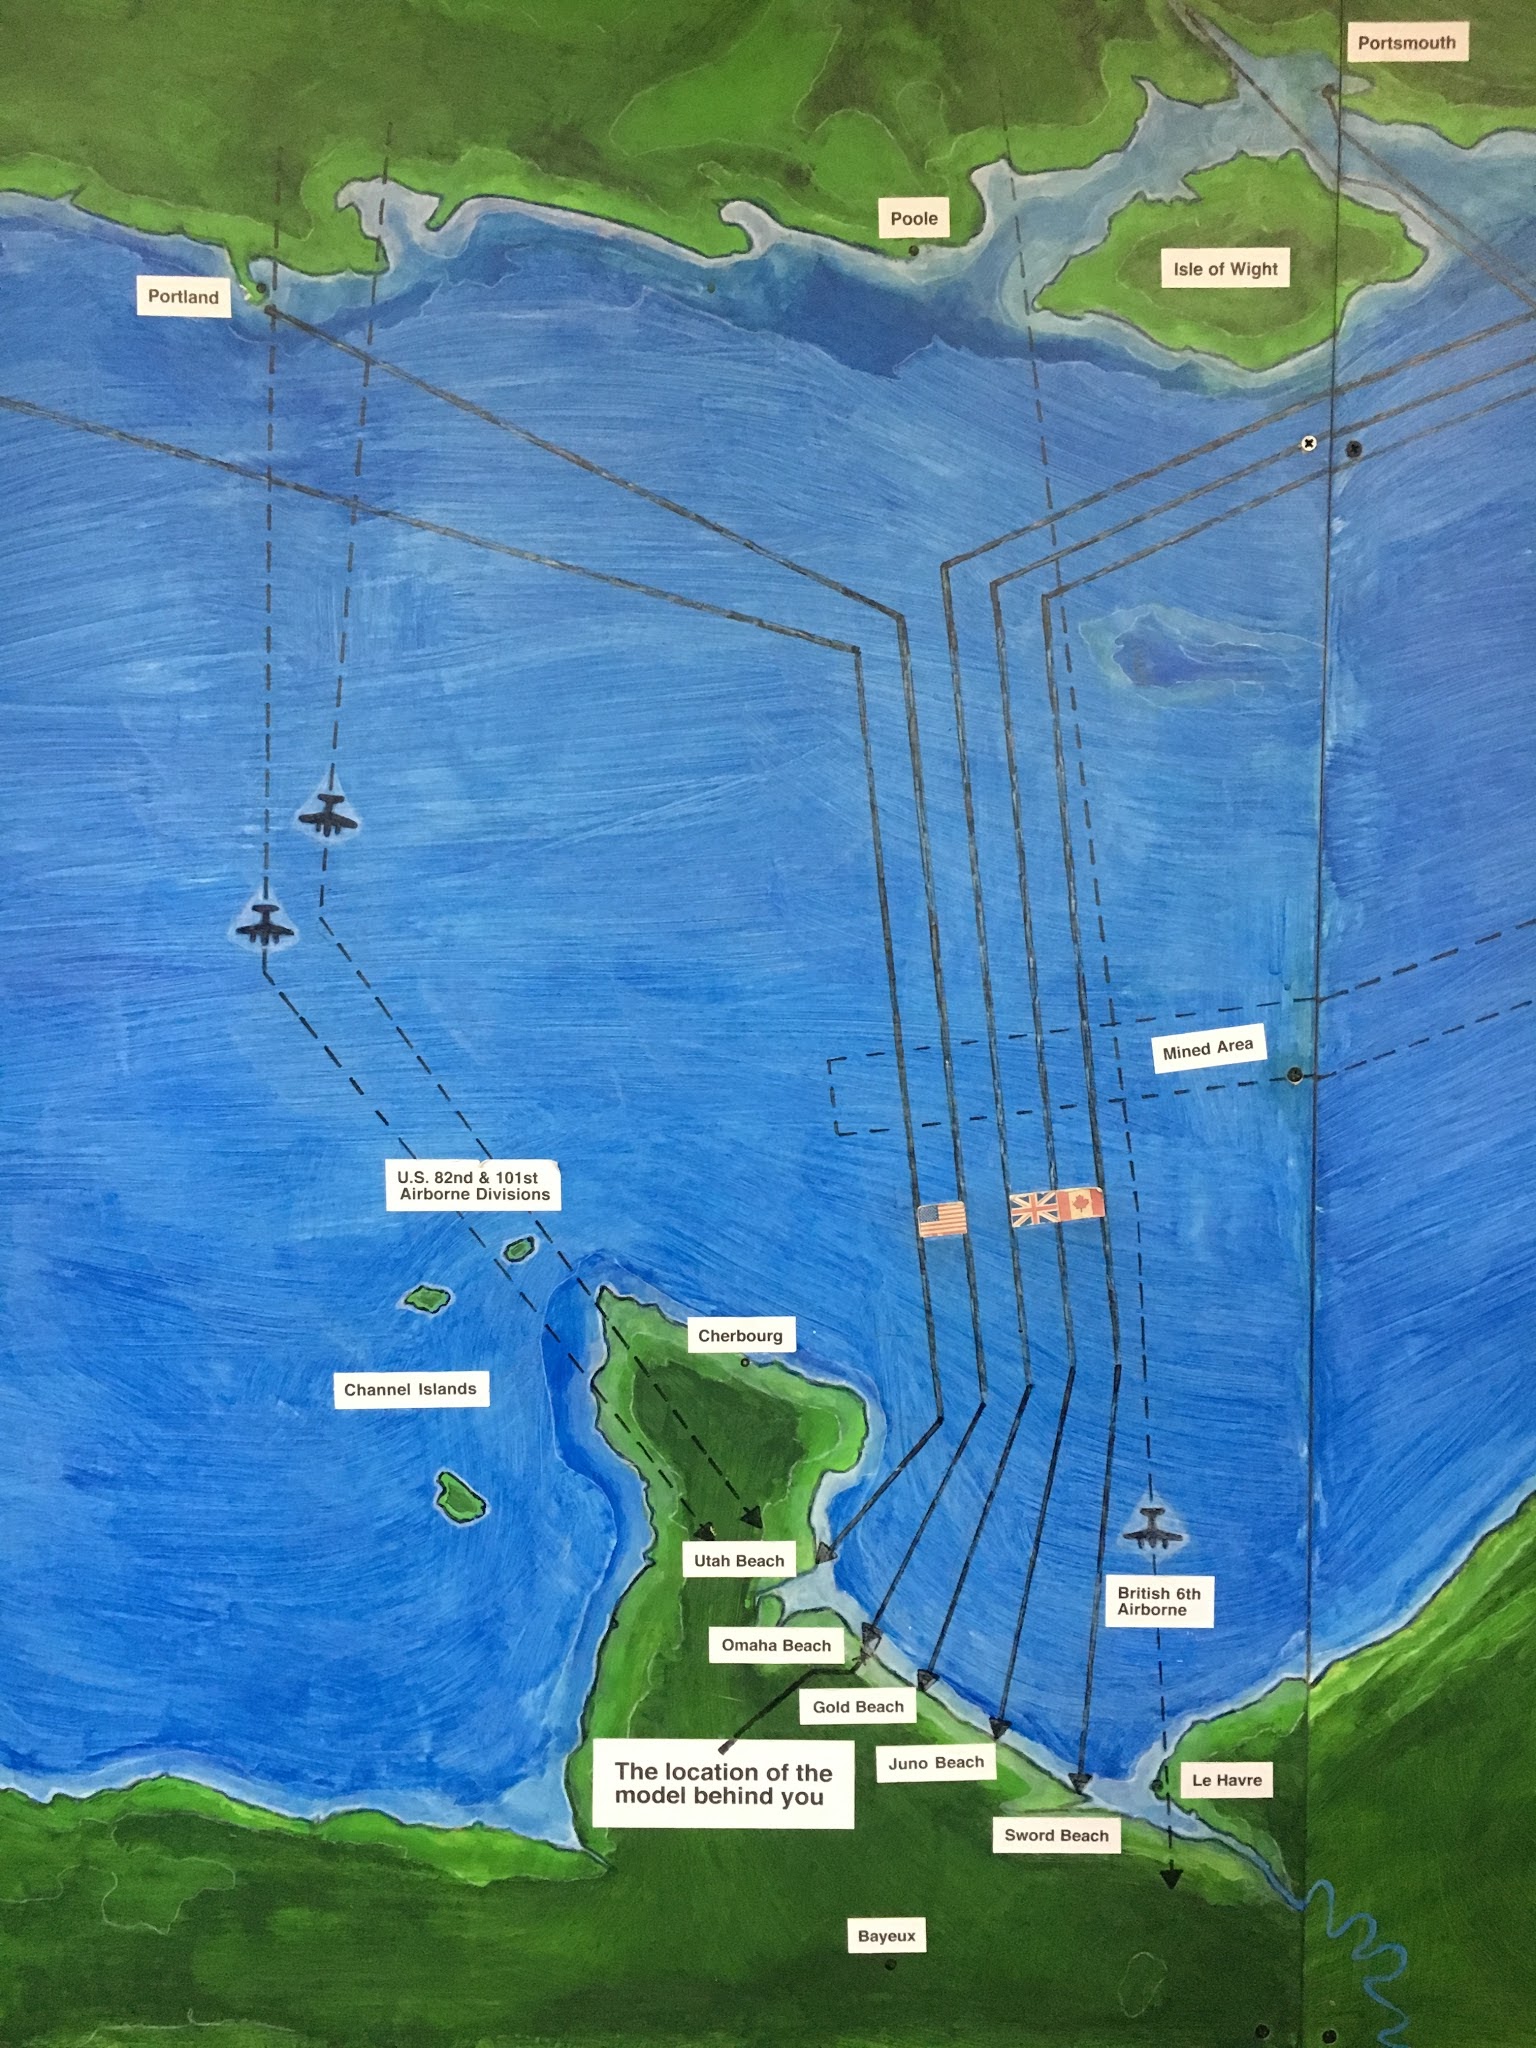 Portsmouth
Poole
Isle of Wight
Portland
Mined Area
U.S. 82nd & 101st
Airborne Divisions
Cherbourg
Channel Islands
Utah Beach
British 6th
Airborne
Omaha Beach
Gold Beach
Juno Beach
The location of the
model behind you
Le Havre
Sword Beach
Bayeux